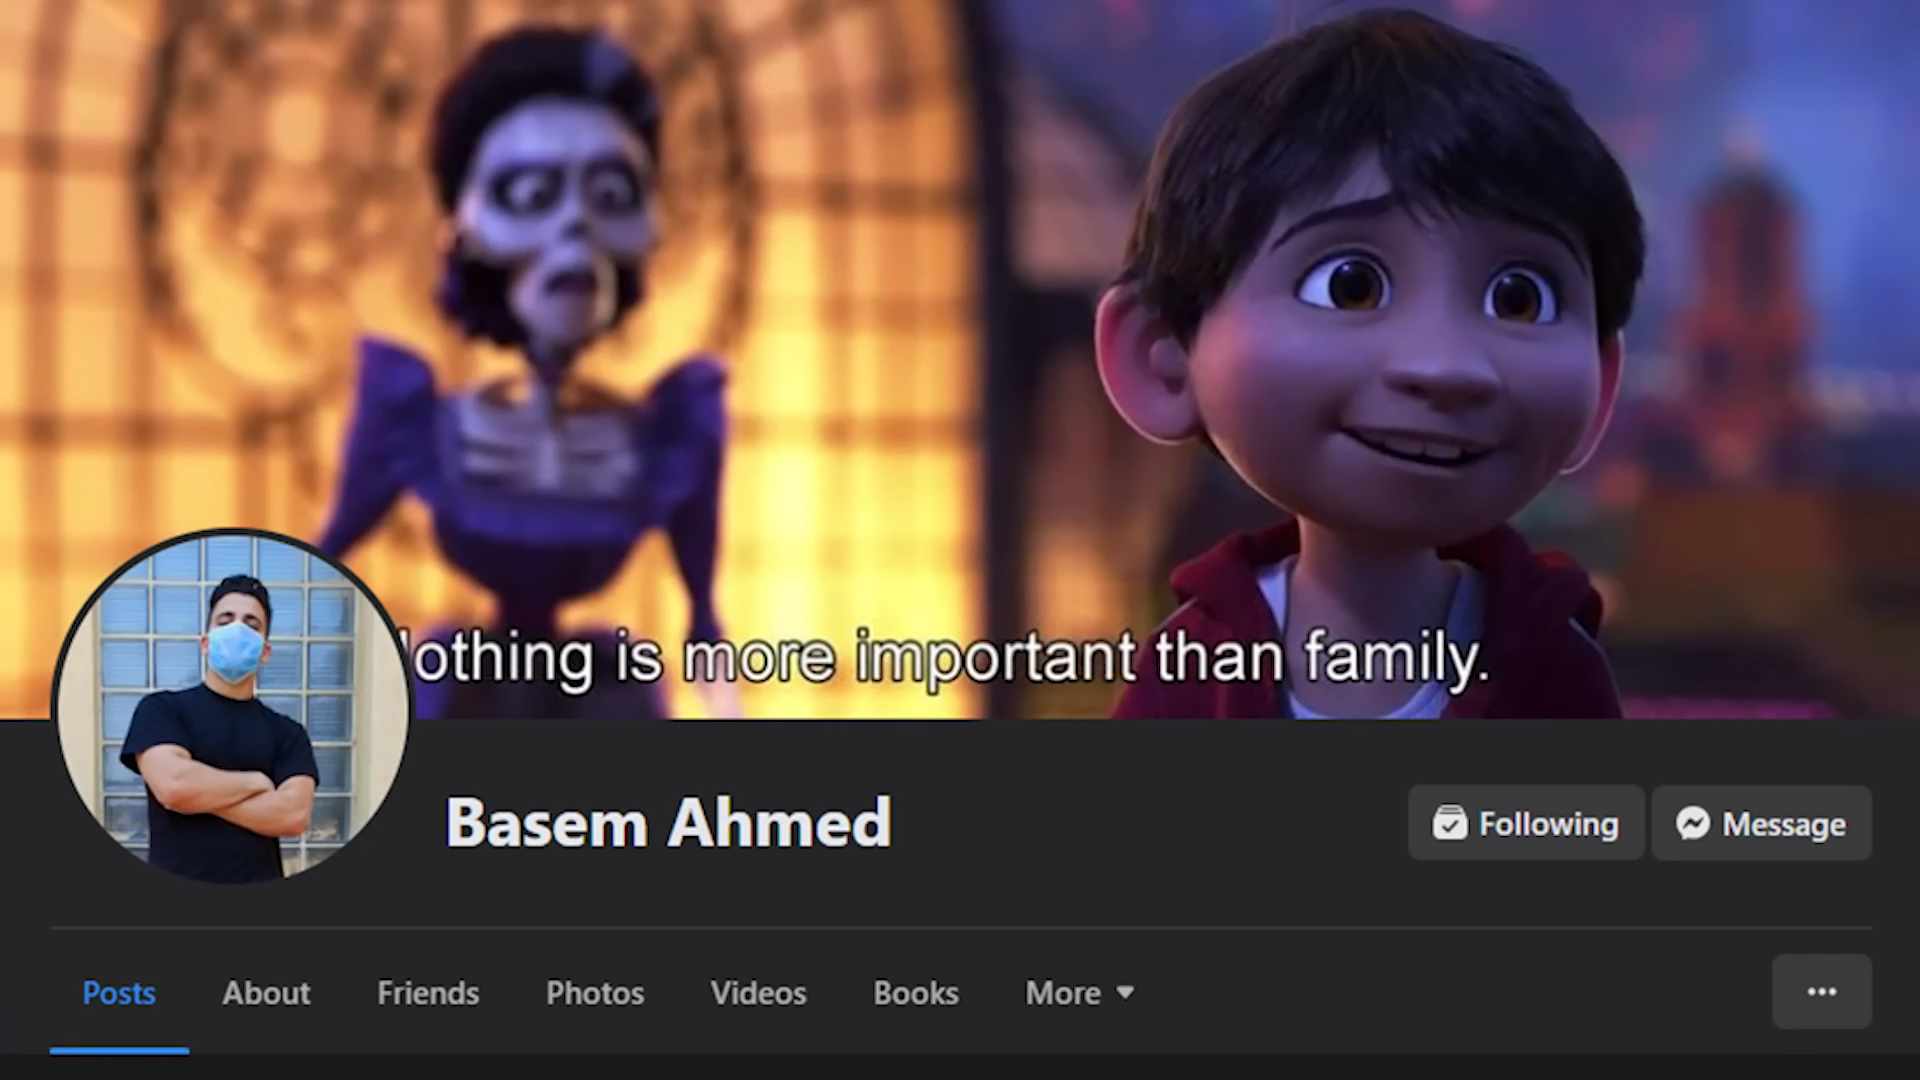 othing is more important than family.
Basem Ahmed
Following
Message
Posts
About
Friends
Photos
Videos
Books
More